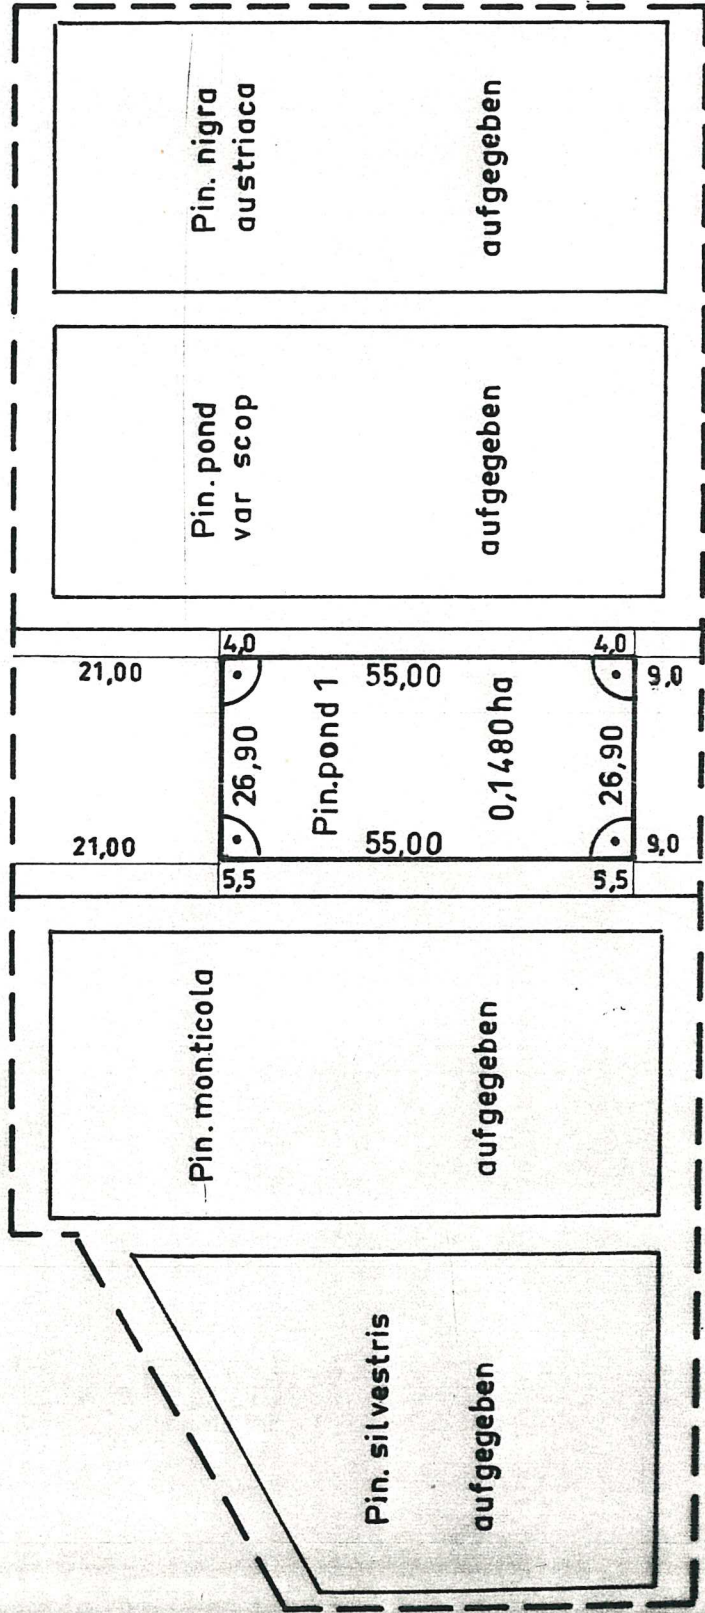 Pin. nigra
austriaca
aufgegeben
Pin. pond
var scop
aufgegeben
4,0
4,0
21,00
55,00
9,0
26,90
Pin.pond 1
0,1480 ha
26,90
21,00
55,00
9,0
5,5
5,5
Pin. monticola
aufgegeben
Pin. silvestris
aufgegeben